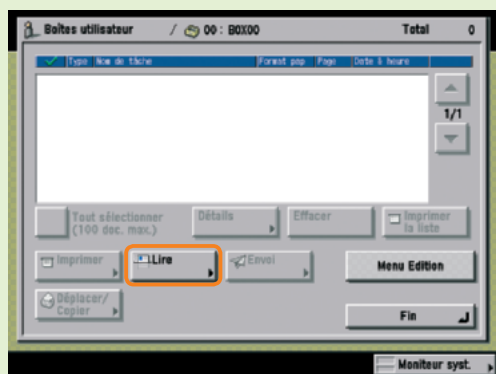 Boîtes utilisateur / 00 : BOX00 Total 0
Type Nom de tâche Format pap Page Date & heure
1/1
Tout sélectionner
(100 doc. max.)
Détails Effacer Imprimer
la liste
Imprimer Lire Envoi Menu Edition
Déplacer/
Copier
Fin
Moniteur syst.